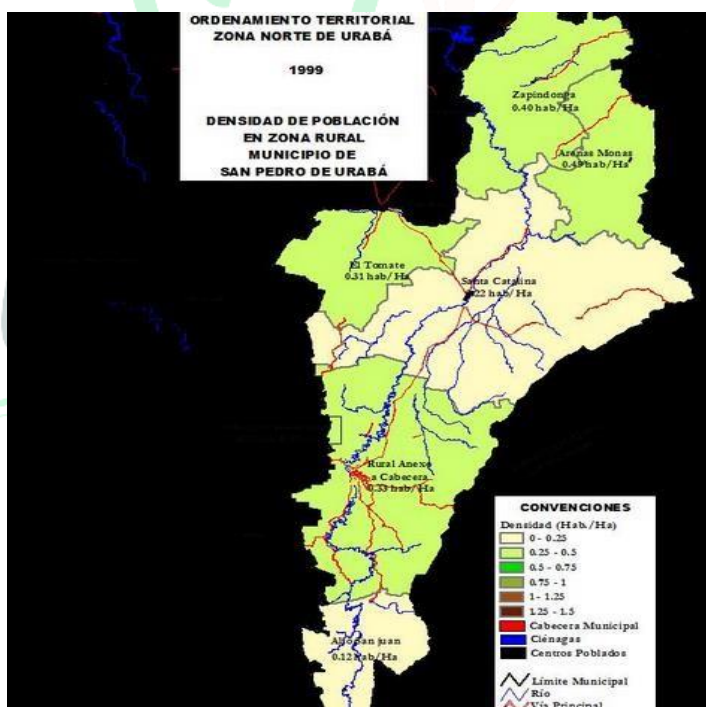 ORDENAMIENTO TERRITORIAL
ZONA NORTE DE URABÁ
1999
DENSIDAD DE POBLACIÓN
EN ZONA RURAL
MUNICIPIO DE
SAN PEDRO DE URABÁ
Zapindonga
0.40 hab/Ha
Arenas Monas
hab/Ha
El Tomate
0.31 hab/Ha
Santa Catalina
22 hab/Ha
Rural Anexo
a Cabecera
0.33 hab/Ha
San juan
0.12 hab/Ha
CONVENCIONES
Densidad (Hab./Ha)
0 - 0.25
0.25 - 0.5
0.5 - 0.75
0.75 - 1
1 - 1.25
1.25 - 1.5
Cabecera Municipal
Ciénagas
Centros Poblados
Límite Municipal
Río
Vía Principal